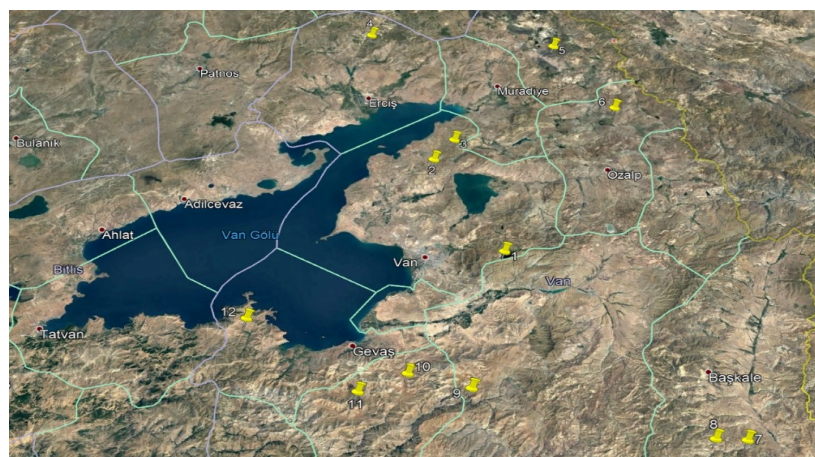 4
5
Patnos
Muradiye
Erciş
6
Bulanık
3
2
Özalp
Adilcevaz
Ahlat
Van Gölü
1
Van
Bitlis
Van
12
Tatvan
Gevaş
10
Başkale
11
9
8
7